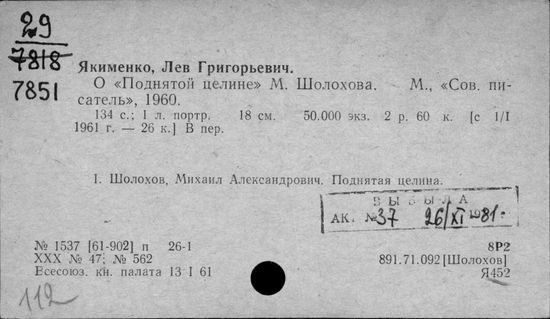 29
7818
7851
Якименко, Лев Григорьевич.
О «Поднятой целине» М. Шолохова. М., «Сов. пи-
сатель», 1960.
134 с.; 1 л. портр. 18 см. 50.000 экз. 2 р. 60 к. [с 1/I
1961 г. — 26 к.] В пер.
I. Шолохов, Михаил Александрович. Поднятая целина.
ВЫБЫЛА
АК. №37 26/XI 1981г.
№ 1537 [61-902] п 26-1
XXX № 47; № 562
Всесоюз. кн. палата 13 I 61
8Р2
891.71.092 [Шолохов]
Я452
112